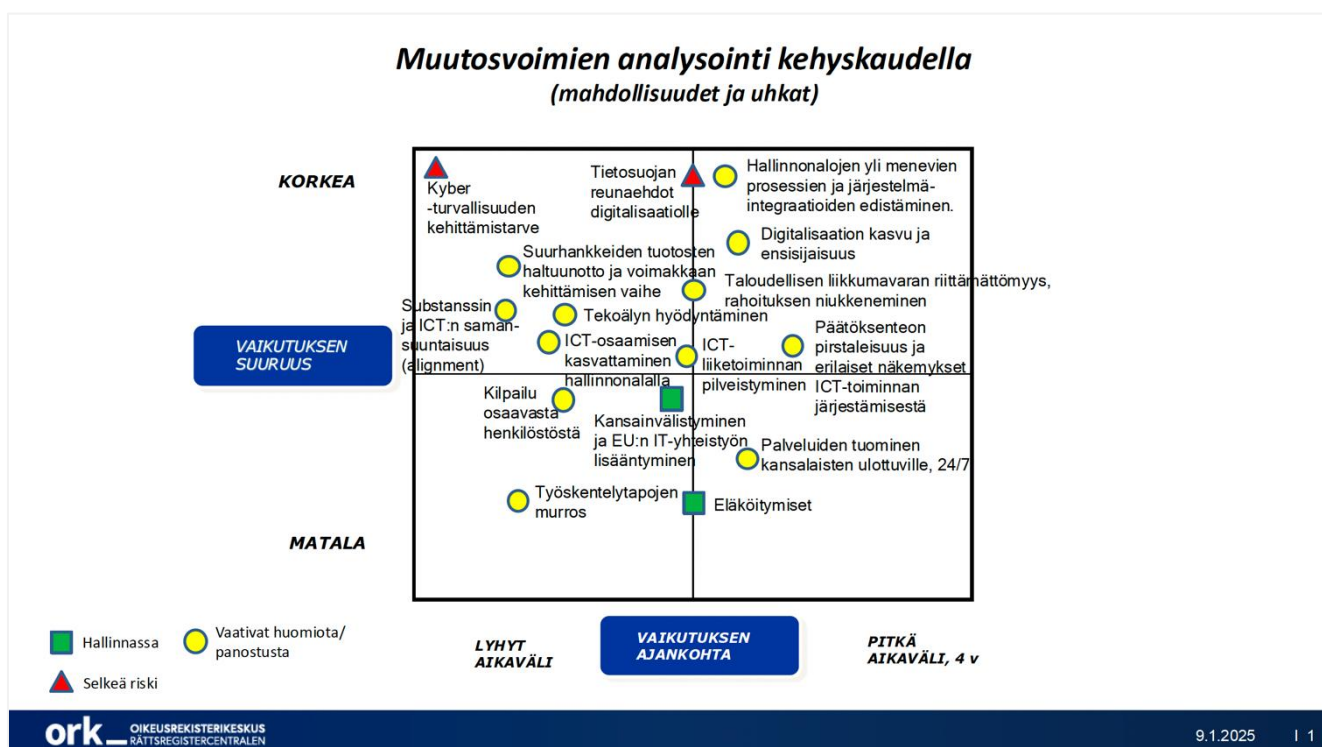 Muutosvoimien analysointi kehyskaudella
(mahdollisuudet ja uhkat)
KORKEA
Kyber
-turvallisuuden
kehittämistarve
Tietosuojan
reunaehdot
digitalisaatiolle
Hallinnonalojen yli menevien
prosessien ja järjestelmä-
integraatioiden edistäminen.
Digitalisaation kasvu ja
ensisijaisuus
Suurhankkeiden tuotosten
haltuunotto ja voimakkaan
kehittämisen vaihe
Taloudellisen liikkumavaran riittämättömyys,
rahoituksen niukkeneminen
Substanssin
ja ICT:n saman-
suuntaisuus
(alignment)
Tekoälyn hyödyntäminen
VAIKUTUKSEN
SUURUUS
ICT-osaamisen
kasvattaminen
hallinnonalalla
ICT-
liiketoiminnan
pilveistyminen
Päätöksenteon
pirstaleisuus ja
erilaiset näkemykset
ICT-toiminnan
järjestämisestä
Kilpailu
osaavasta
henkilöstöstä
Kansainvälistyminen
ja EU:n IT-yhteistyön
lisääntyminen
Palveluiden tuominen
kansalaisten ulottuville, 24/7
Työskentelytapojen
murros
Eläköitymiset
MATALA
LYHYT
AIKAVÄLI
VAIKUTUKSEN
AJANKOHTA
PITKÄ
AIKAVÄLI, 4 v
Hallinnassa
Vaativat huomiota/
panostusta
Selkeä riski
ork_ OIKEUSREKISTERIKESKUS
RÄTTSREGISTERCENTRALEN
9.1.2025 | 1